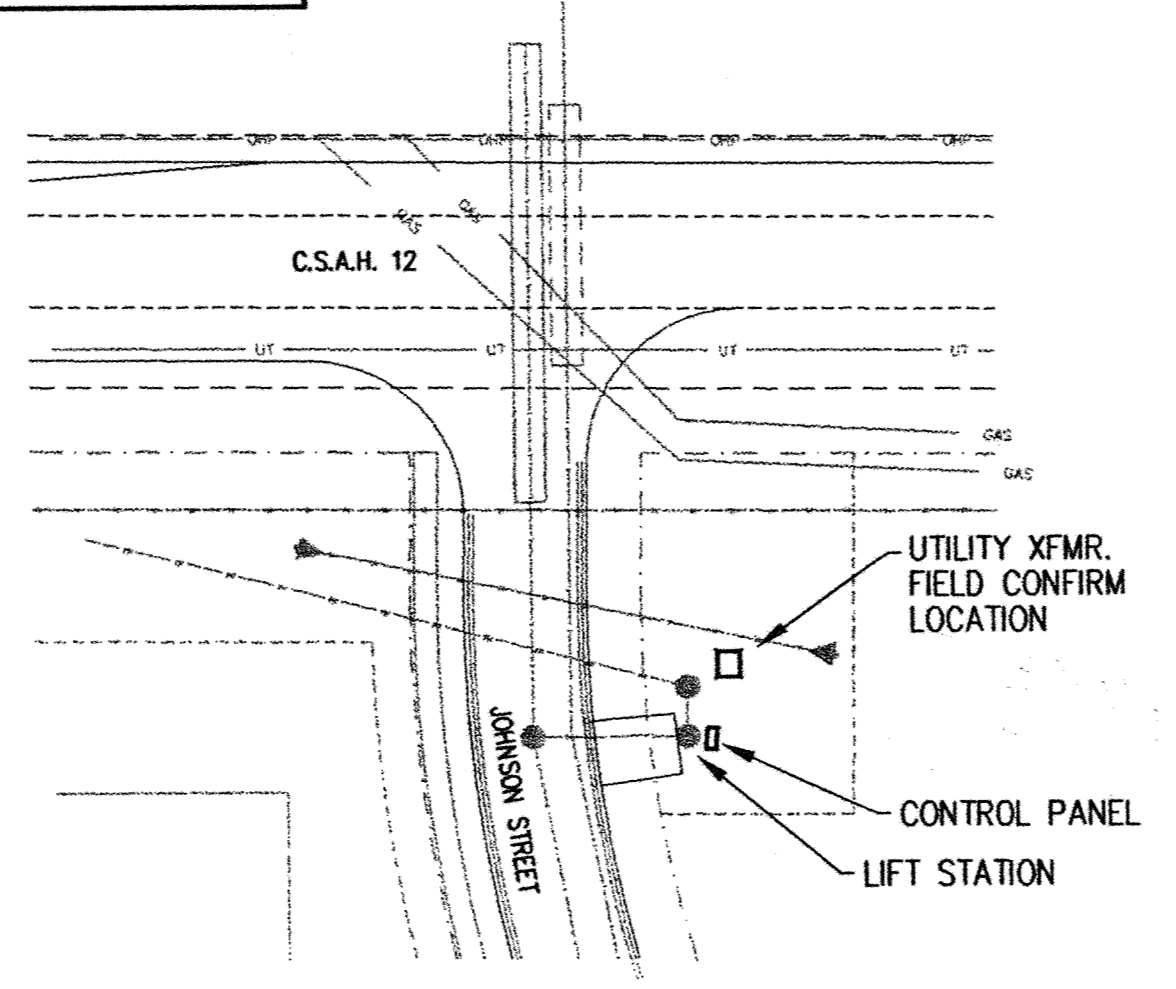 OHP OHP OHP OHP
GAS GAS
C.S.A.H. 12
UT UT UT UT
GAS
GAS
UTILITY XFMR.
FIELD CONFIRM
LOCATION
JOHNSON STREET
CONTROL PANEL
LIFT STATION